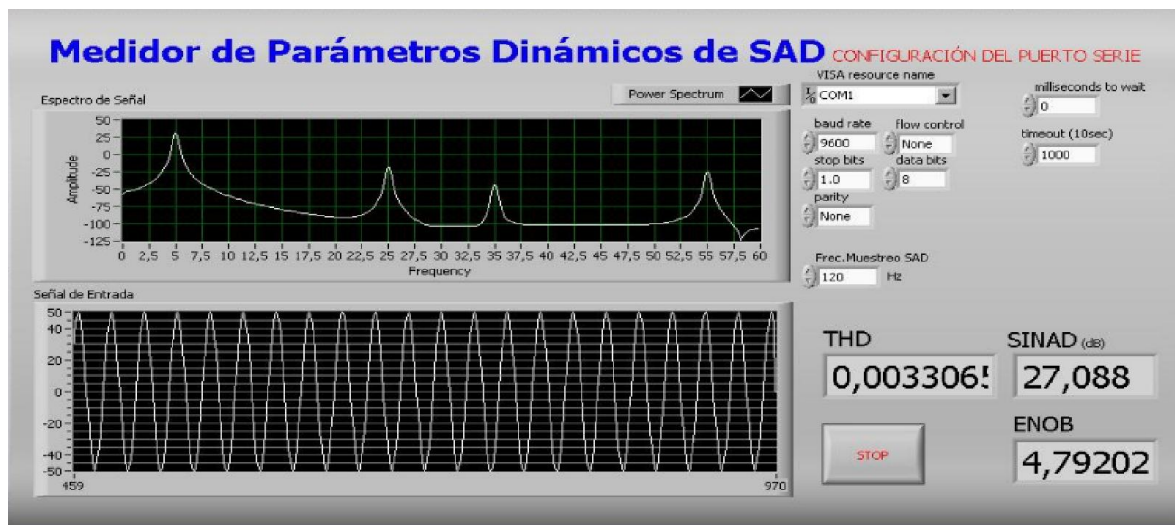 Medidor de Parámetros Dinámicos de SAD
CONFIGURACIÓN DEL PUERTO SERIE
VISA resource name
COM1
milliseconds to wait
0
baud rate
flow control
9600
None
timeout (10sec)
1000
stop bits
data bits
1.0
8
parity
None
Frec.Muestreo SAD
120 Hz
Espectro de Señal
Power Spectrum
Amplitude
50
25
0
-25
-50
-75
-100
-125
0 2,5 5 7,5 10 12,5 15 17,5 20 22,5 25 27,5 30 32,5 35 37,5 40 42,5 45 47,5 50 52,5 55 57,5 60
Frequency
Señal de Entrada
50
40
20
0
-20
-40
-50
459 970
THD
0,003306
SINAD (dB)
27,088
STOP
ENOB
4,79202